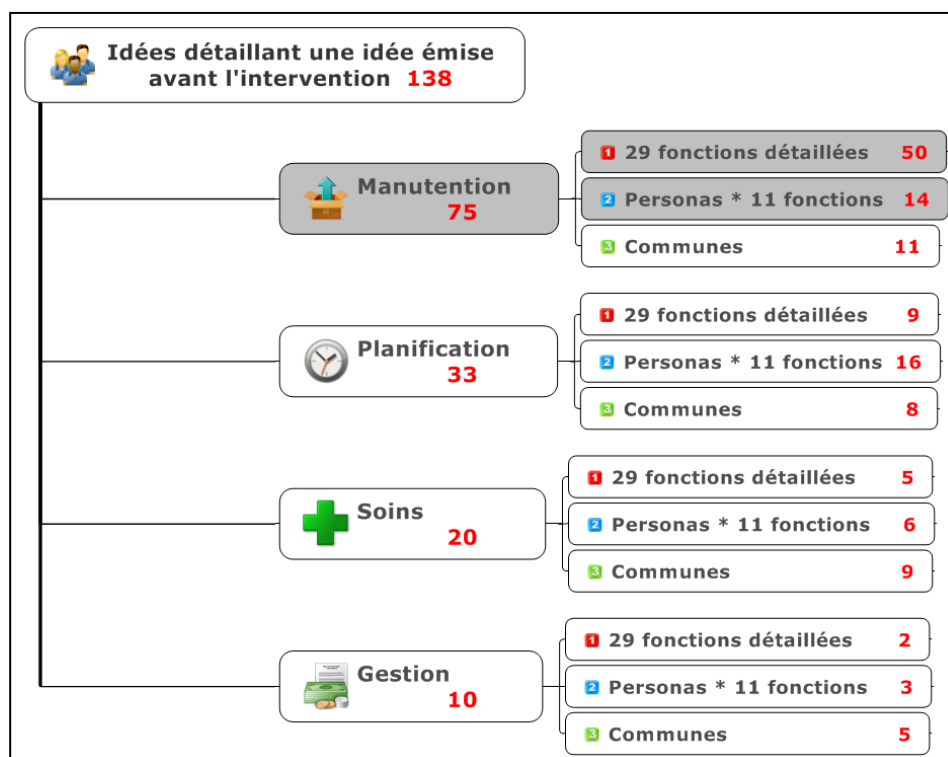 Idées détaillant une idée émise
avant l'intervention 138
Manutention
75
1 29 fonctions détaillées 50
2 Personas * 11 fonctions 14
3 Communes 11
Planification
33
1 29 fonctions détaillées 9
2 Personas * 11 fonctions 16
3 Communes 8
Soins
20
1 29 fonctions détaillées 5
2 Personas * 11 fonctions 6
3 Communes 9
Gestion
10
1 29 fonctions détaillées 2
2 Personas * 11 fonctions 3
3 Communes 5